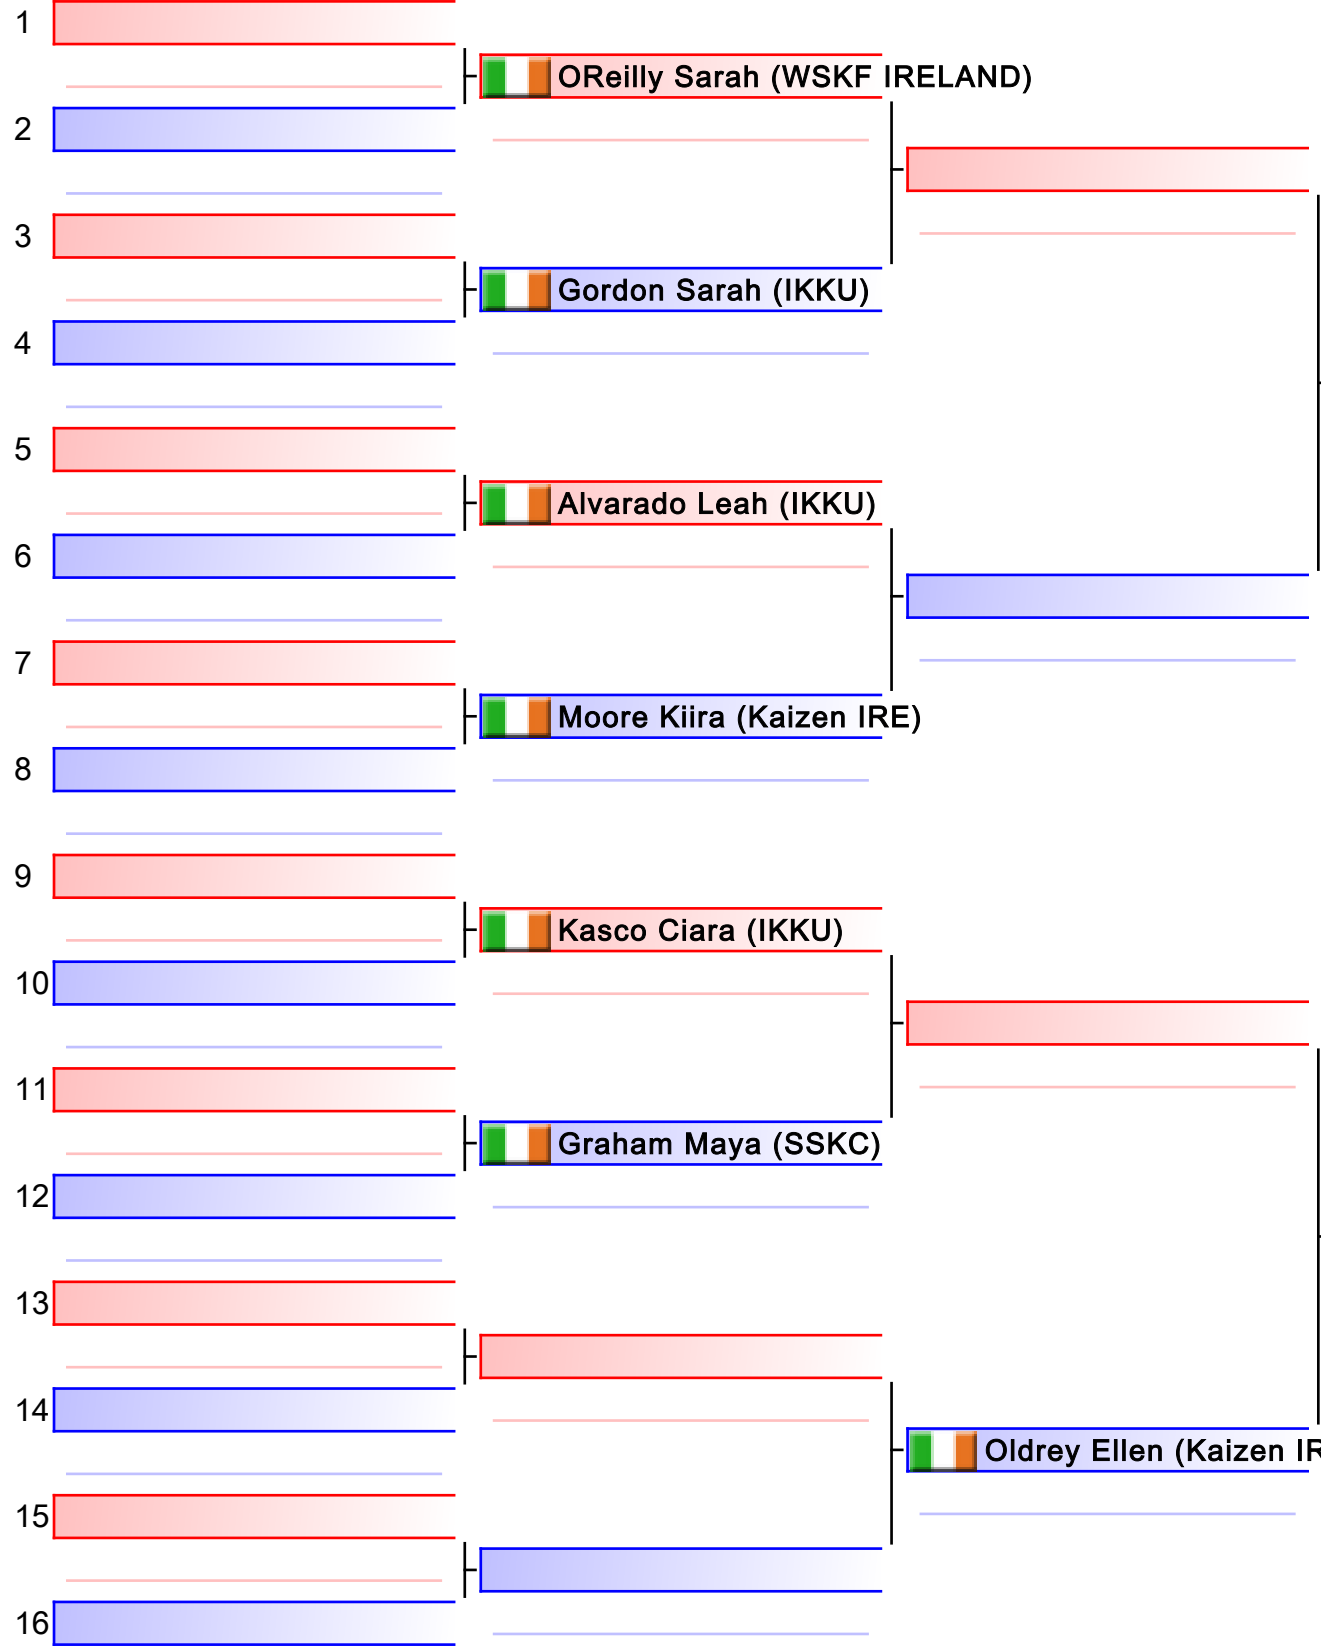 1
OReilly Sarah (WSKF IRELAND)
2
3
Gordon Sarah (IKKU)
4
5
Alvarado Leah (IKKU)
6
7
Moore Kiira (Kaizen IRE)
8
9
Kasco Ciara (IKKU)
10
11
Graham Maya (SSKC)
12
13
14
Oldrey Ellen (Kaizen IR
15
16